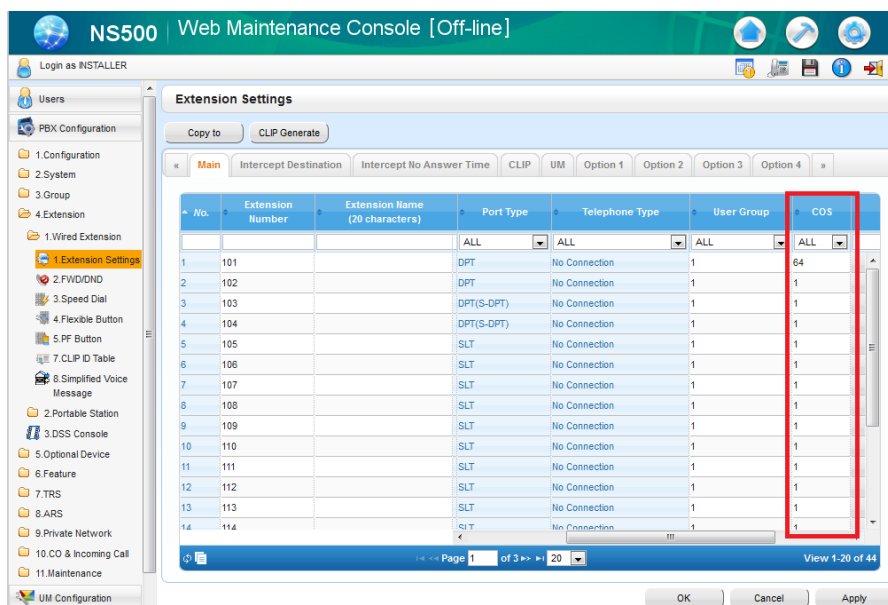 NS500 Web Maintenance Console [Off-line]
Login as INSTALLER
Users
PBX Configuration
1.Configuration
2.System
3.Group
4.Extension
1.Wired Extension
1.Extension Settings
2.FWD/DND
3.Speed Dial
4.Flexible Button
5.PF Button
7.CLIP ID Table
8.Simplified Voice
Message
2.Portable Station
3.DSS Console
5.Optional Device
6.Feature
7.TRS
8.ARS
9.Private Network
10.CO & Incoming Call
11.Maintenance
UM Configuration
Extension Settings
Copy to CLIP Generate
« Main Intercept Destination Intercept No Answer Time CLIP UM Option 1 Option 2 Option 3 Option 4 »
No. Extension Number Extension Name (20 characters) Port Type Telephone Type User Group COS
ALL ALL ALL ALL
1 101 DPT No Connection 1 64
2 102 DPT No Connection 1 1
3 103 DPT(S-DPT) No Connection 1 1
4 104 DPT(S-DPT) No Connection 1 1
5 105 SLT No Connection 1 1
6 106 SLT No Connection 1 1
7 107 SLT No Connection 1 1
8 108 SLT No Connection 1 1
9 109 SLT No Connection 1 1
10 110 SLT No Connection 1 1
11 111 SLT No Connection 1 1
12 112 SLT No Connection 1 1
13 113 SLT No Connection 1 1
14 114 SLT No Connection 1 1
Page 1 of 3 20 View 1-20 of 44
OK Cancel Apply